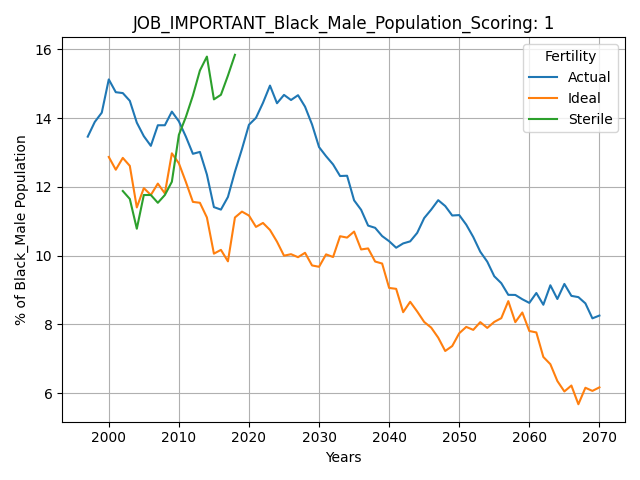 JOB_IMPORTANT_Black_Male_Population_Scoring: 1
Fertility
Actual
Ideal
Sterile
% of Black_Male Population
16
14
12
10
8
6
2000 2010 2020 2030 2040 2050 2060 2070
Years